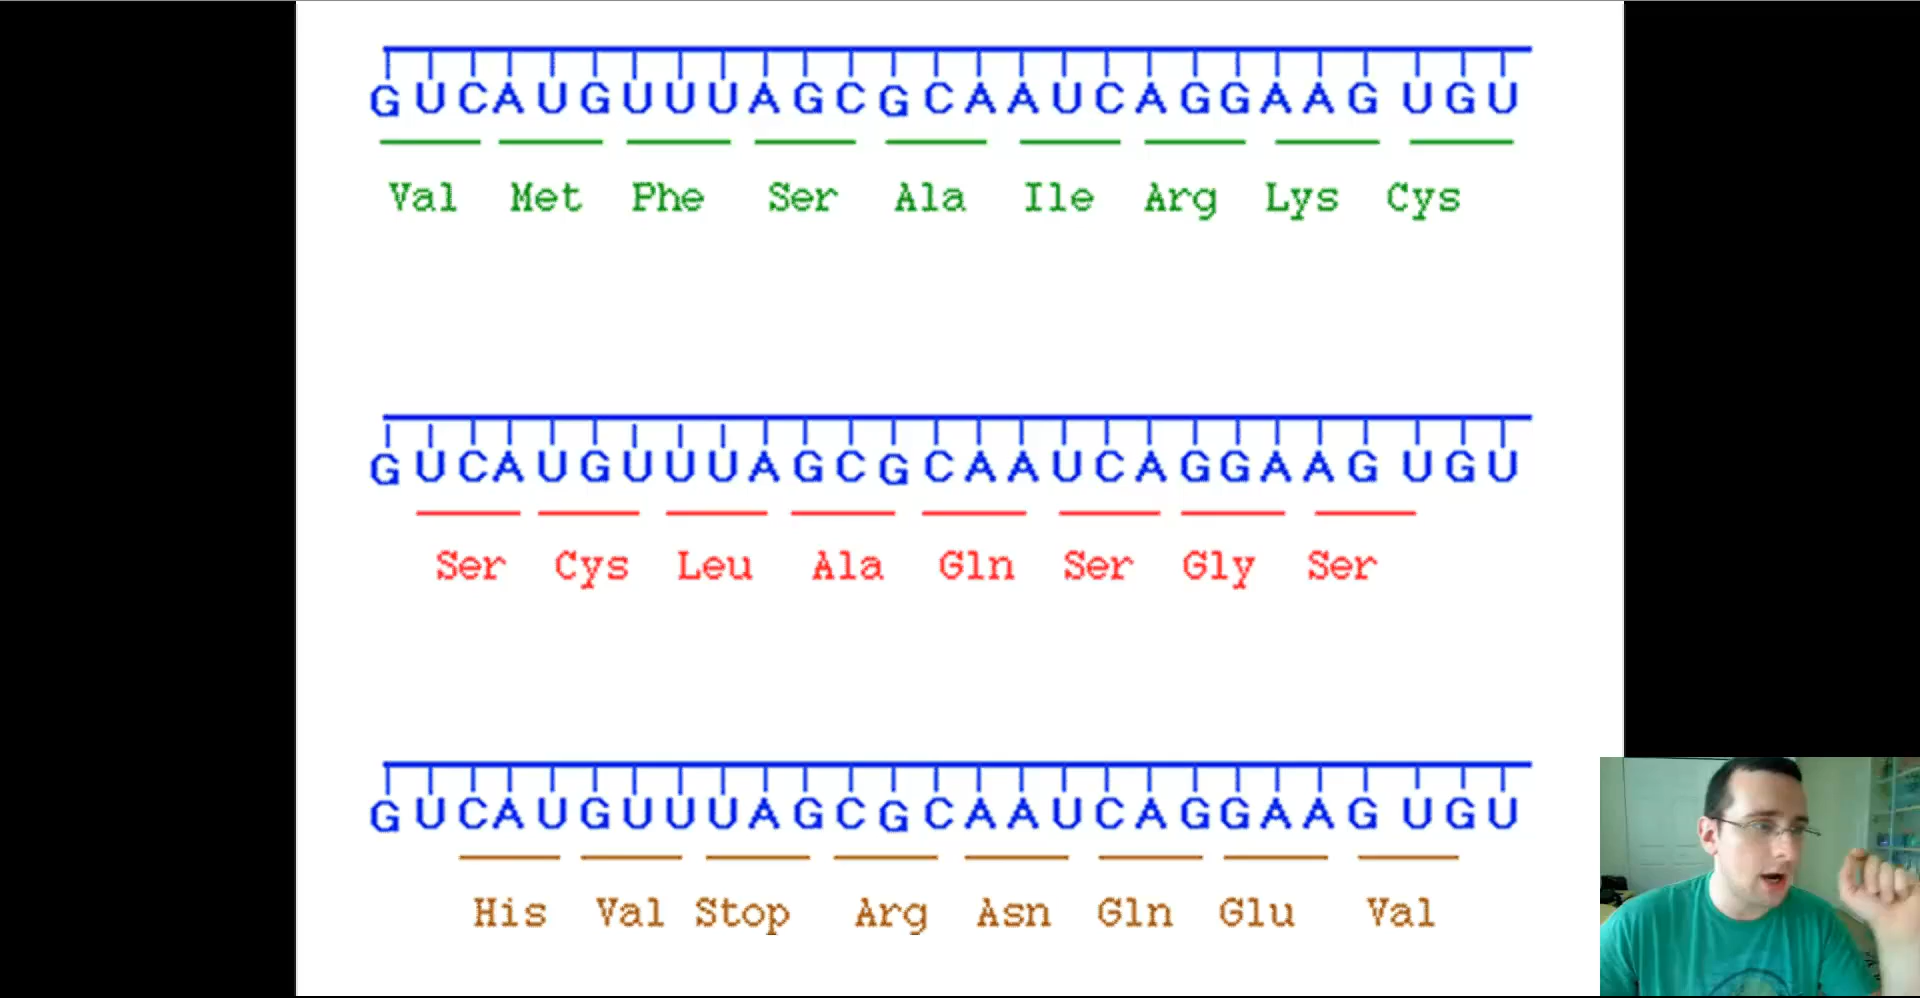 GUCAUGUUUAGCGCAAUCAGGAAGUGU
Val Met Phe Ser Ala Ile Arg Lys Cys
GUCAUGUUUAGCGCAAUCAGGAAGUGU
Ser Cys Leu Ala Gln Ser Gly Ser
GUCAUGUUUAGCGCAAUCAGGAAGUGU
His Val Stop Arg Asn Gln Glu Val